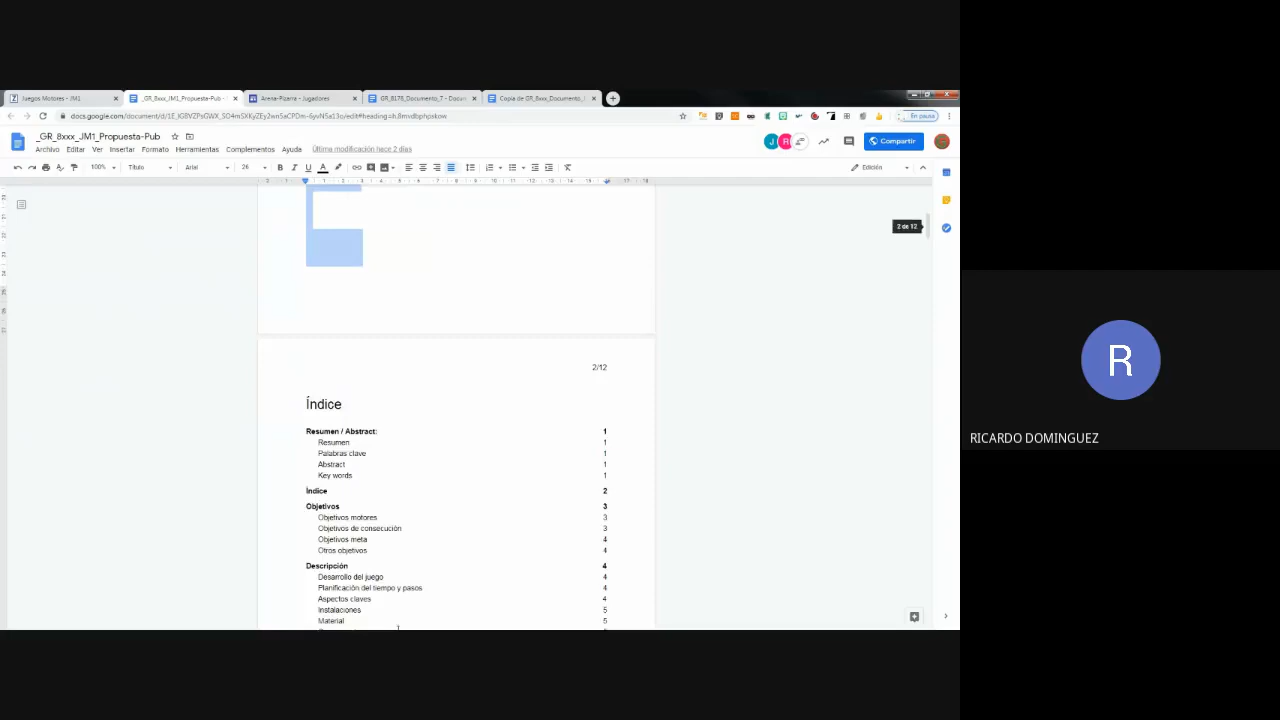 Juegos Motores - JM1
_GR_8xxx_JM1_Propuesta-Pub -
Arena-Pizarra - Jugadores
GR_8178_Documento_7 - Docum
Copia de GR_8xxx_Documento_
En pausa
_GR_8xxx_JM1_Propuesta-Pub
Compartir
Archivo Editar Ver Insertar Formato Herramientas Complementos Ayuda Última modificación hace 2 días
100% Título Arial 26 B I U A Edición
2 de 12
2/12
Índice
Resumen / Abstract: 1
Resumen 1
Palabras clave 1
Abstract 1
Key words 1
Índice 2
Objetivos 3
Objetivos motores 3
Objetivos de consecución 3
Objetivos meta 4
Otros objetivos 4
Descripción 4
Desarrollo del juego 4
Planificación del tiempo y pasos 4
Aspectos claves 4
Instalaciones 5
Material 5
R
RICARDO DOMINGUEZ